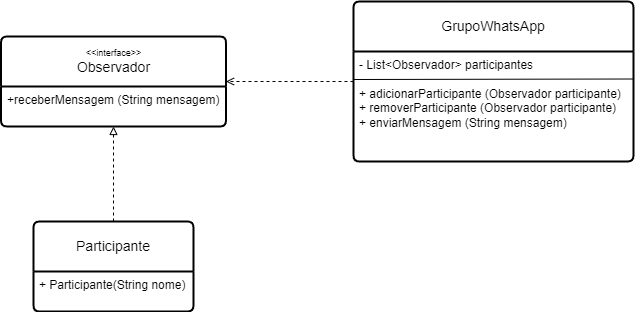 <<interface>>
Observador
+receberMensagem (String mensagem)
GrupoWhatsApp
- List<Observador> participantes
+ adicionarParticipante (Observador participante)
+ removerParticipante (Observador participante)
+ enviarMensagem (String mensagem)
Participante
+ Participante(String nome)